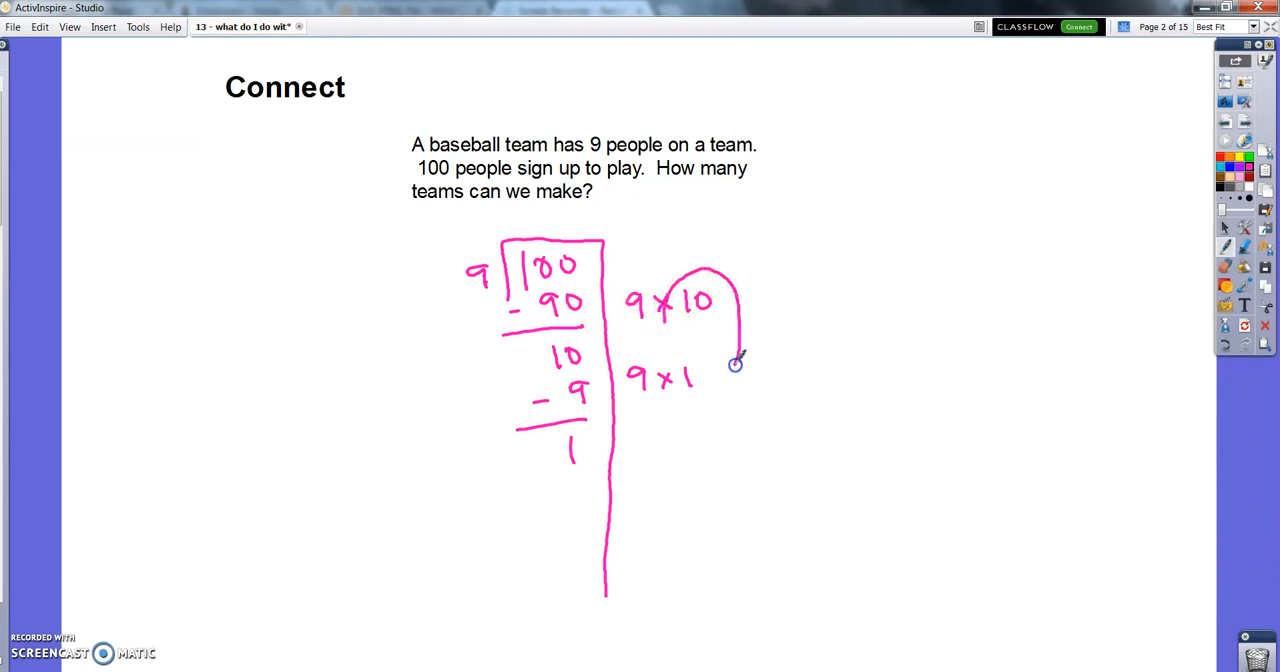 ActivInspire - Studio
File Edit View Insert Tools Help 13 - what do I do wit* CLASSFLOW Connect Page 2 of 15 Best Fit
Connect
A baseball team has 9 people on a team.
100 people sign up to play. How many
teams can we make?
9 100
- 90 9 x 10
10
- 9 9 x 1
1
RECORDED WITH
SCREENCAST MATIC